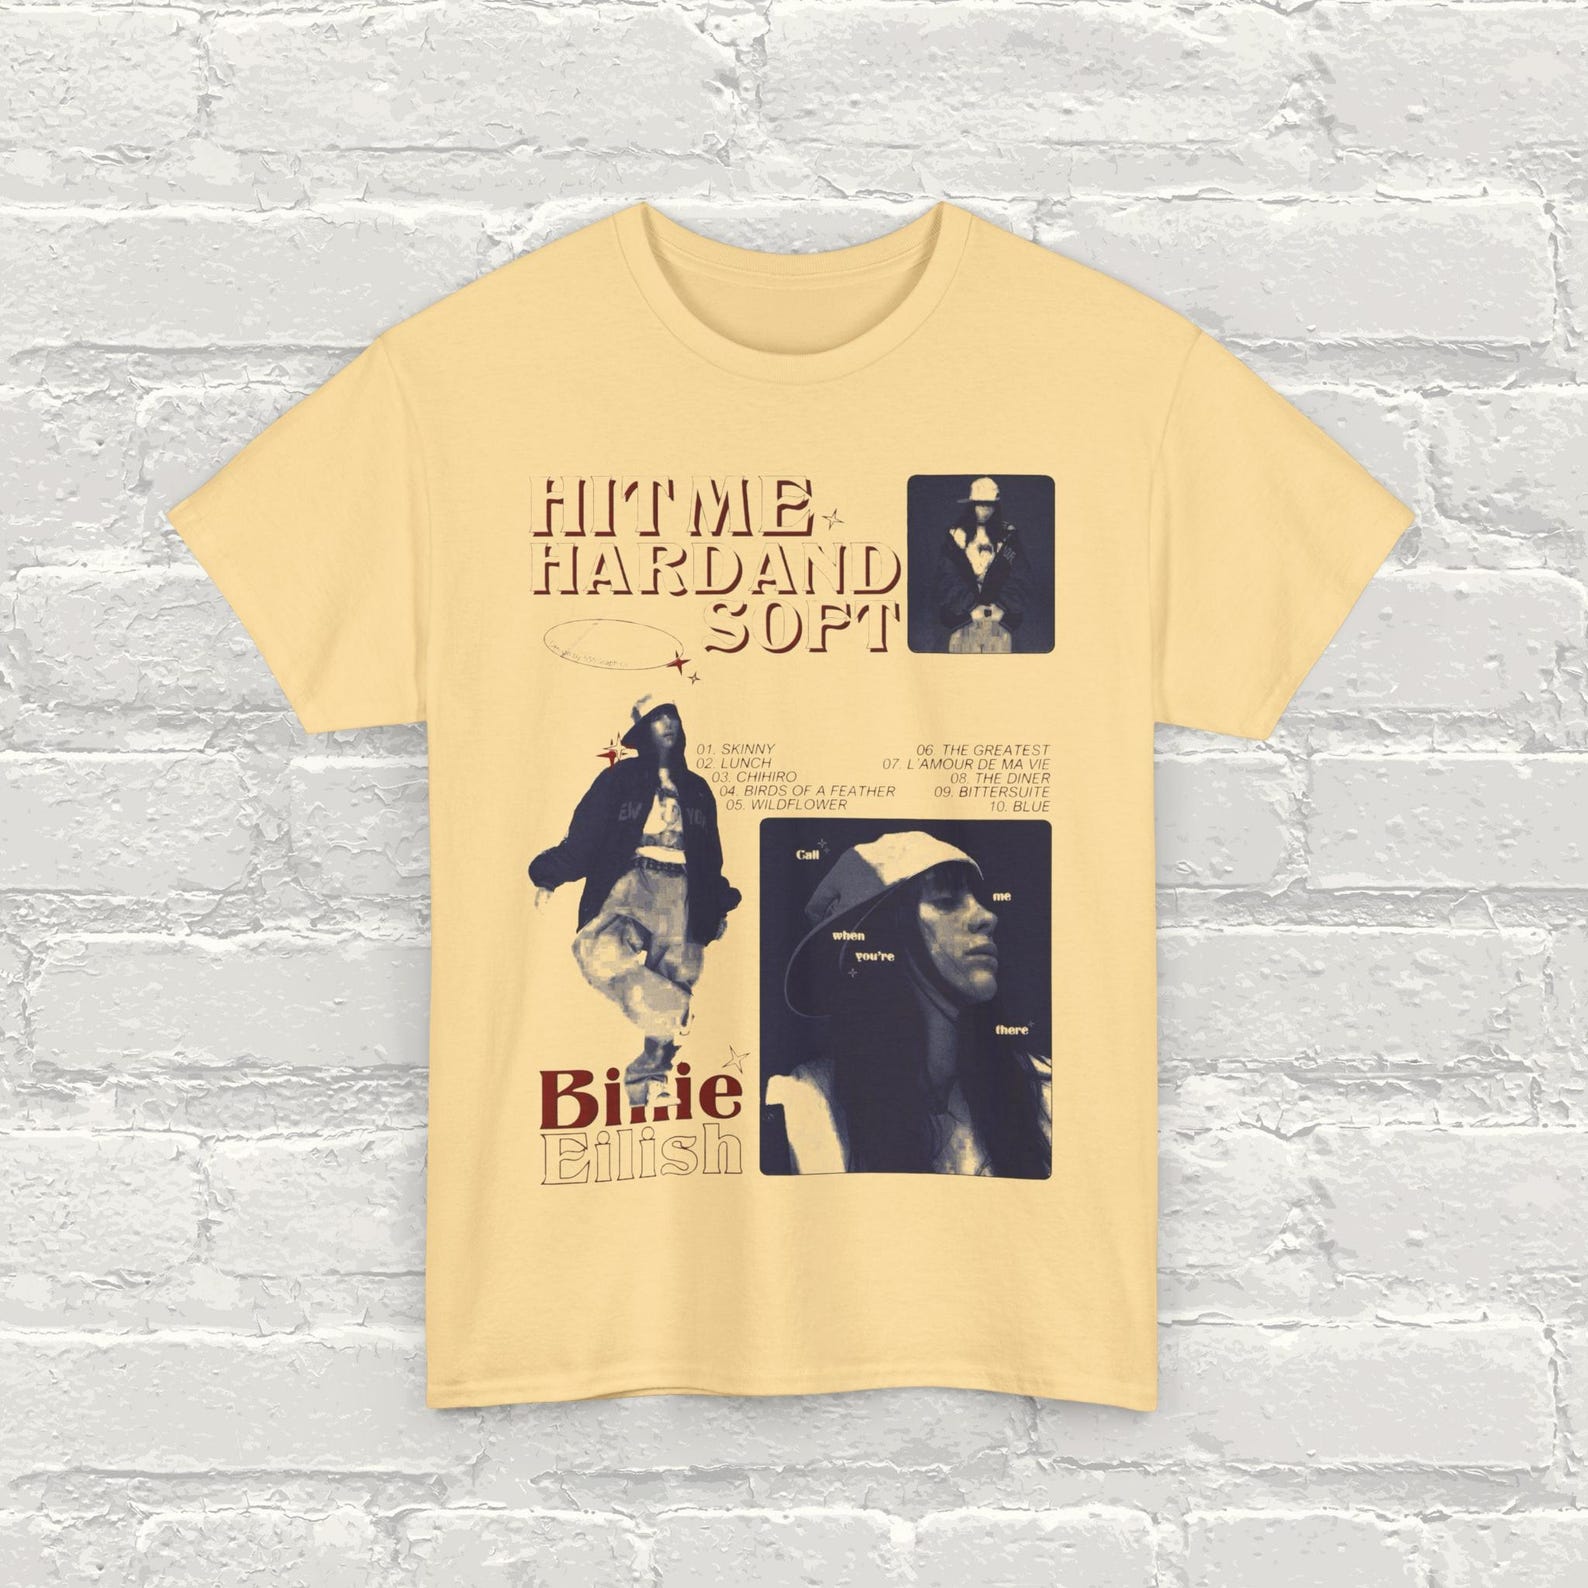 HIT ME
HARD AND
SOFT
01. SKINNY
02. LUNCH
03. CHIHIRO
04. BIRDS OF A FEATHER
05. WILDFLOWER
06. THE GREATEST
07. L'AMOUR DE MA VIE
08. THE DINER
09. BITTERSUITE
10. BLUE
Call
me
when
you're
there
Billie
Eilish